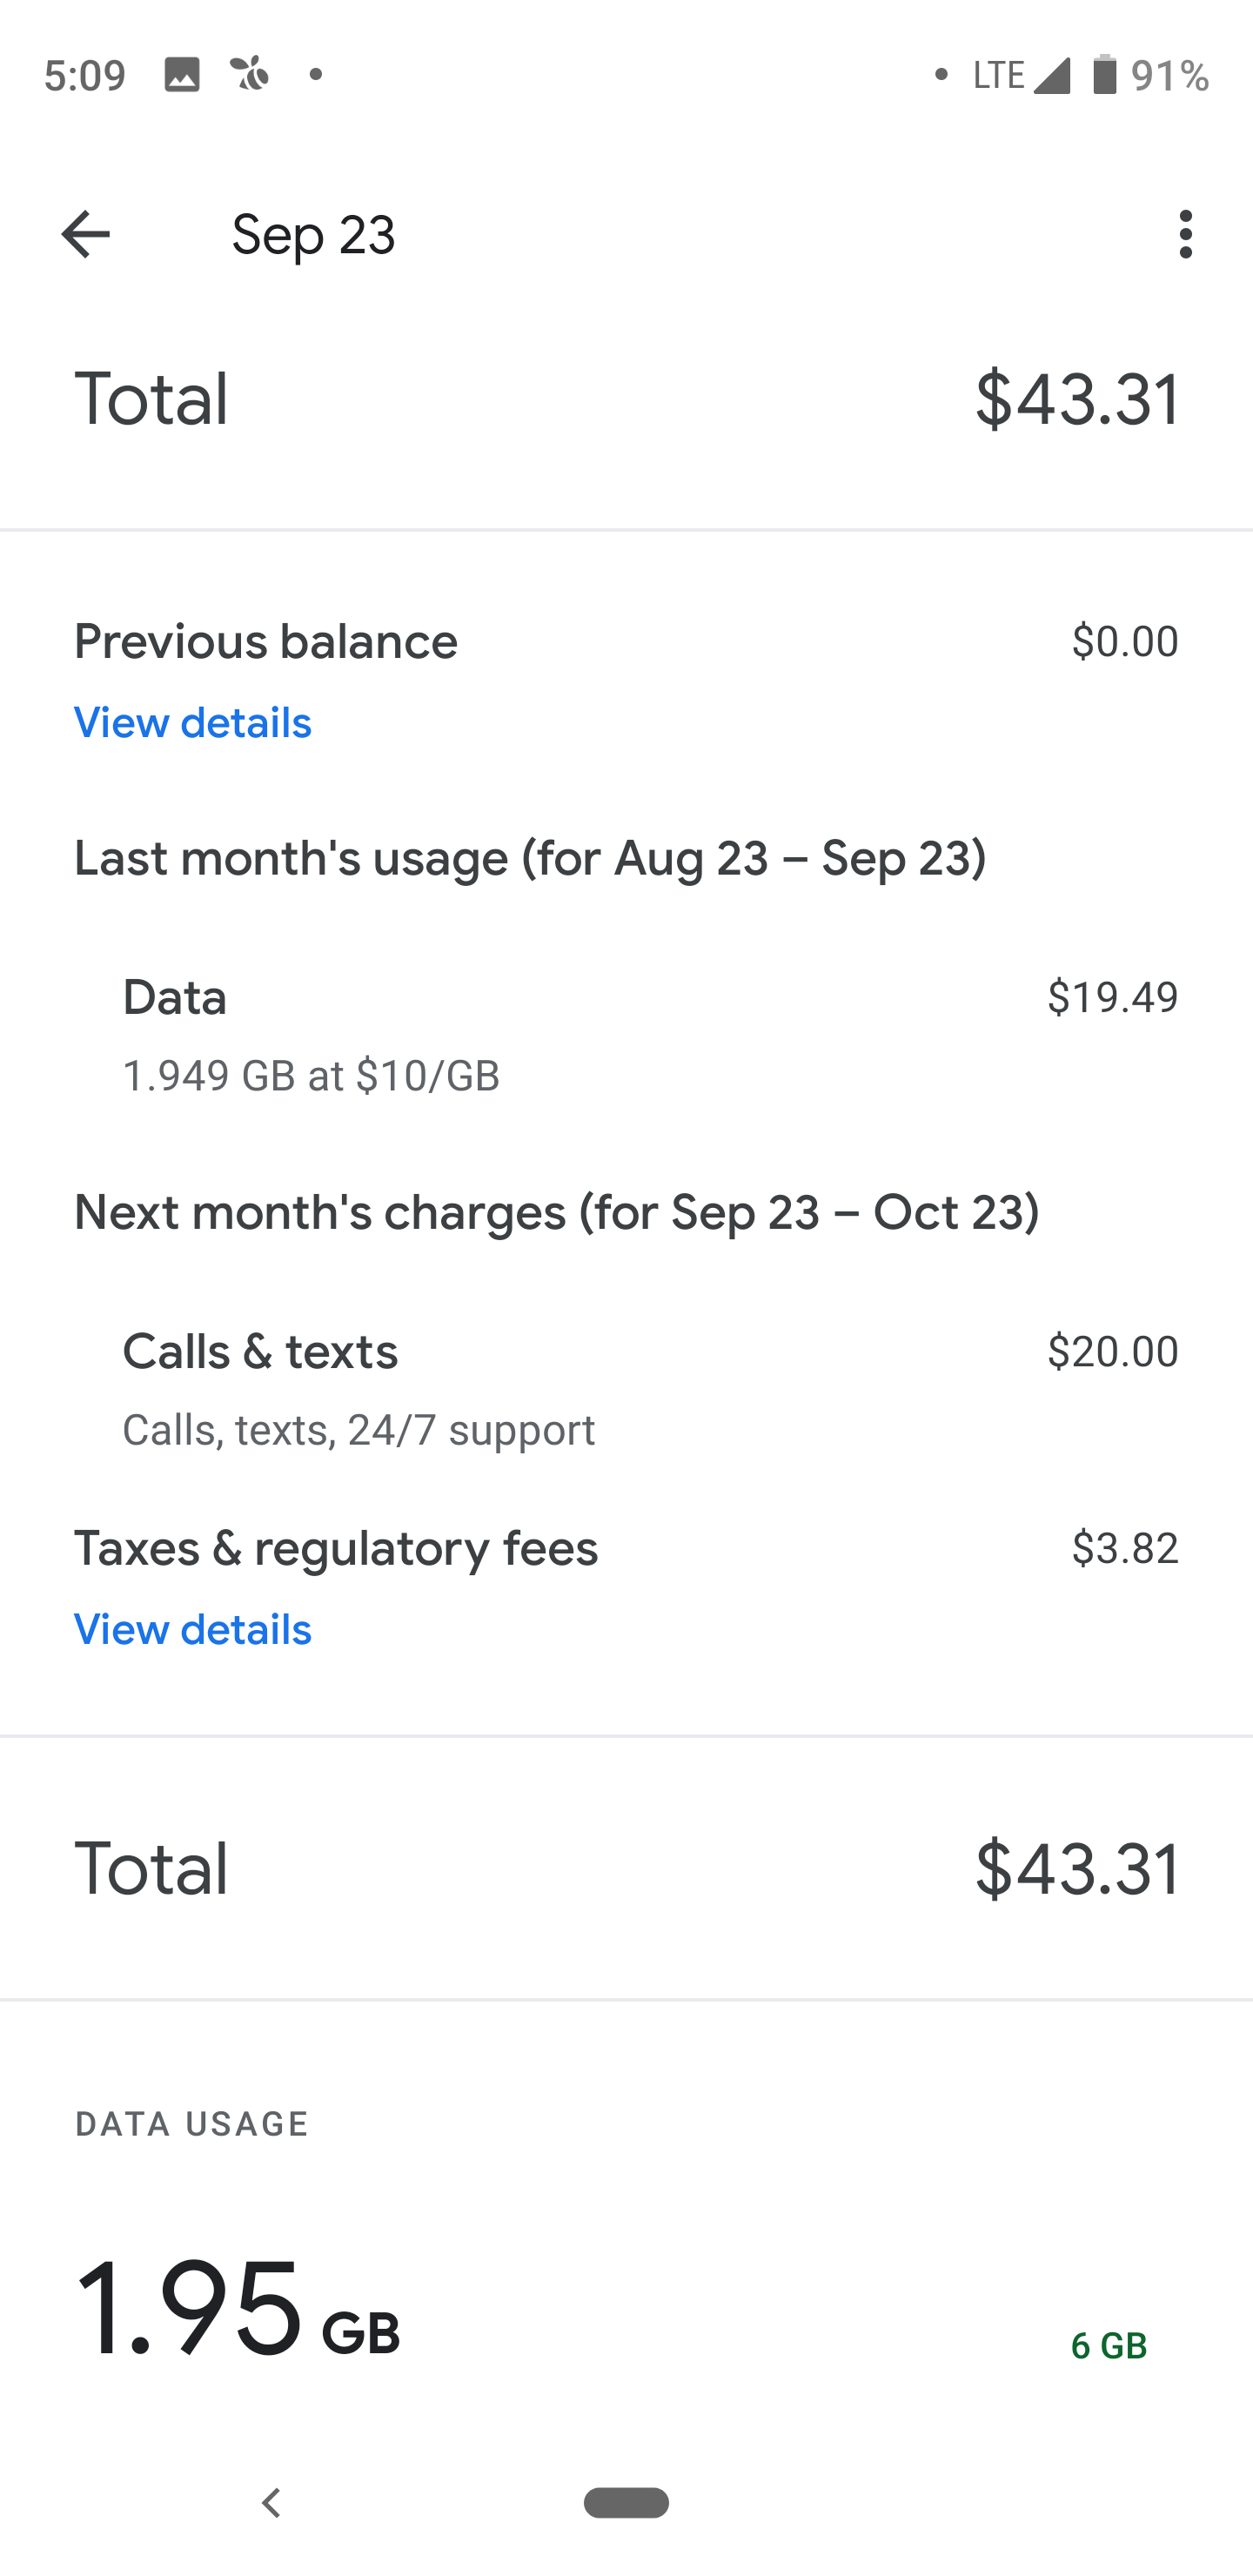 5:09 LTE 91%
Sep 23
Total $43.31
Previous balance $0.00
View details
Last month's usage (for Aug 23 – Sep 23)
Data $19.49
1.949 GB at $10/GB
Next month's charges (for Sep 23 – Oct 23)
Calls & texts $20.00
Calls, texts, 24/7 support
Taxes & regulatory fees $3.82
View details
Total $43.31
DATA USAGE
1.95 GB 6 GB